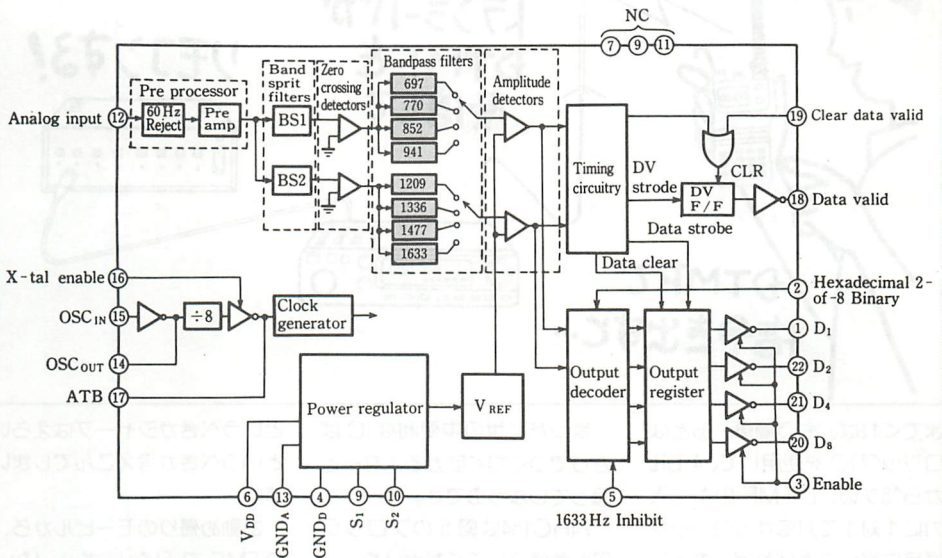 NC
7 9 11
Pre processor
60 Hz Reject
Pre amp
Band sprit filters
BS1
BS2
Zero crossing detectors
Bandpass filters
697
770
852
941
1209
1336
1477
1633
Amplitude detectors
Timing circuitry
DV strode
CLR
DV F/F
Data strobe
Data clear
Analog input 12
19 Clear data valid
18 Data valid
X-tal enable 16
OSCIN 15
÷8
Clock generator
OSCOUT 14
ATB 17
2 Hexadecimal 2-of-8 Binary
1 D1
22 D2
21 D4
20 D8
3 Enable
Power regulator
VREF
Output decoder
Output register
6 13 4 9 10
VDD
GNDA
GNDD
S1
S2
5
1633 Hz Inhibit